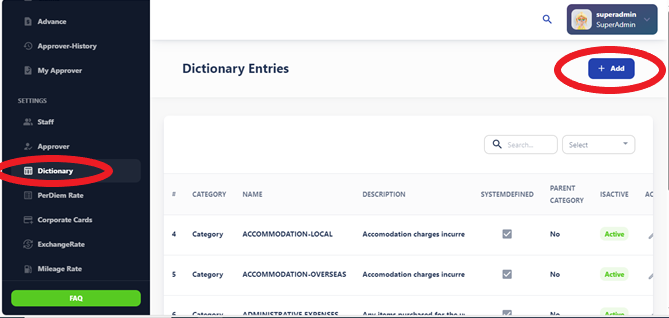 Advance
Approver-History
My Approver
SETTINGS
Staff
Approver
Dictionary
PerDiem Rate
Corporate Cards
ExchangeRate
Mileage Rate
FAQ
superadmin
SuperAdmin
Dictionary Entries
+ Add
Search...
Select
# CATEGORY NAME DESCRIPTION SYSTEMDEFINED PARENT CATEGORY ISACTIVE
4 Category ACCOMMODATION-LOCAL Accomodation charges incurre No Active
5 Category ACCOMMODATION-OVERSEAS Accomodation charges incurre No Active
6 Category ADMINISTRATIVE EXPENSES Any items purchased for the No Active